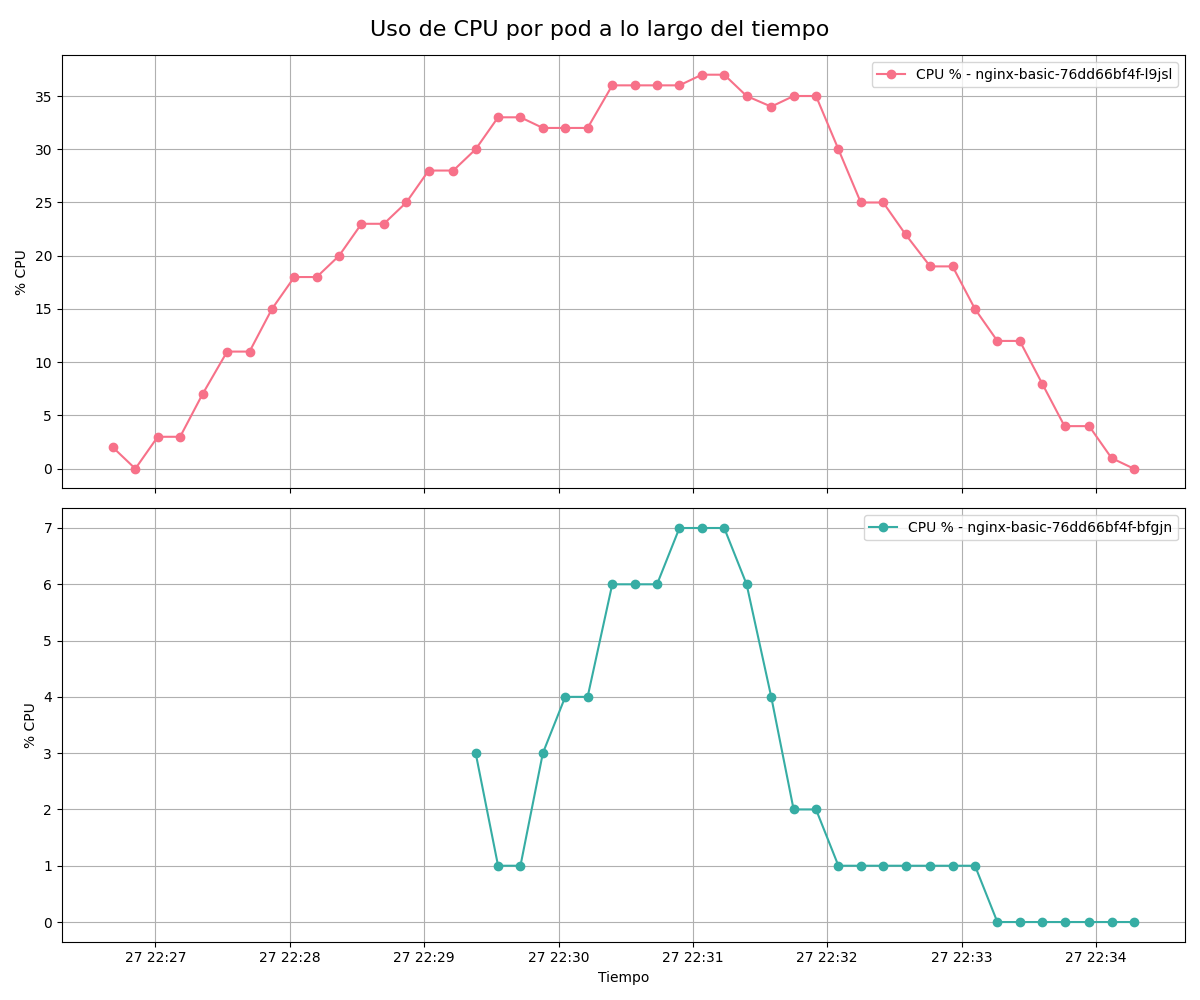 Uso de CPU por pod a lo largo del tiempo
CPU % - nginx-basic-76dd66bf4f-l9jsl
35
30
25
20
15
10
5
0
% CPU
CPU % - nginx-basic-76dd66bf4f-bfgjn
7
6
5
4
3
2
1
0
% CPU
27 22:27 27 22:28 27 22:29 27 22:30 27 22:31 27 22:32 27 22:33 27 22:34
Tiempo